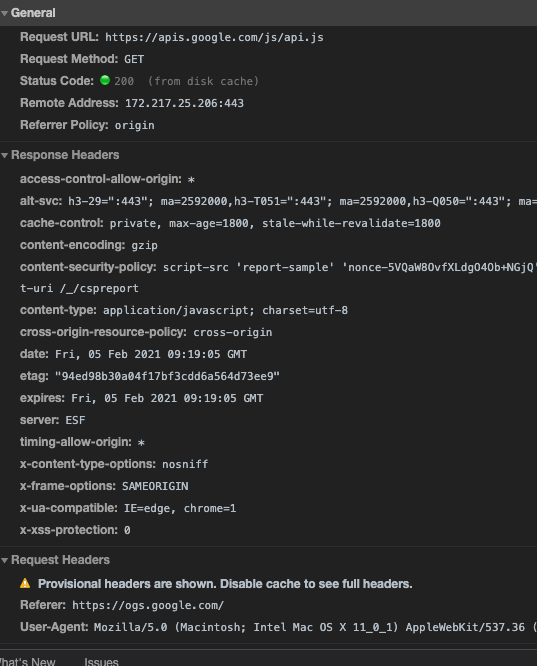 General
Request URL: https://apis.google.com/js/api.js
Request Method: GET
Status Code: 200 (from disk cache)
Remote Address: 172.217.25.206:443
Referrer Policy: origin
Response Headers
access-control-allow-origin: *
alt-svc: h3-29=":443"; ma=2592000,h3-T051=":443"; ma=2592000,h3-Q050=":443"; ma=
cache-control: private, max-age=1800, stale-while-revalidate=1800
content-encoding: gzip
content-security-policy: script-src 'report-sample' 'nonce-5VQaW8OvfXLdgO4Ob+NGjQ'
t-uri /_/cspreport
content-type: application/javascript; charset=utf-8
cross-origin-resource-policy: cross-origin
date: Fri, 05 Feb 2021 09:19:05 GMT
etag: "94ed98b30a04f17bf3cdd6a564d73ee9"
expires: Fri, 05 Feb 2021 09:19:05 GMT
server: ESF
timing-allow-origin: *
x-content-type-options: nosniff
x-frame-options: SAMEORIGIN
x-ua-compatible: IE=edge, chrome=1
x-xss-protection: 0
Request Headers
Provisional headers are shown. Disable cache to see full headers.
Referer: https://ogs.google.com/
User-Agent: Mozilla/5.0 (Macintosh; Intel Mac OS X 11_0_1) AppleWebKit/537.36 (
hat's New Issues